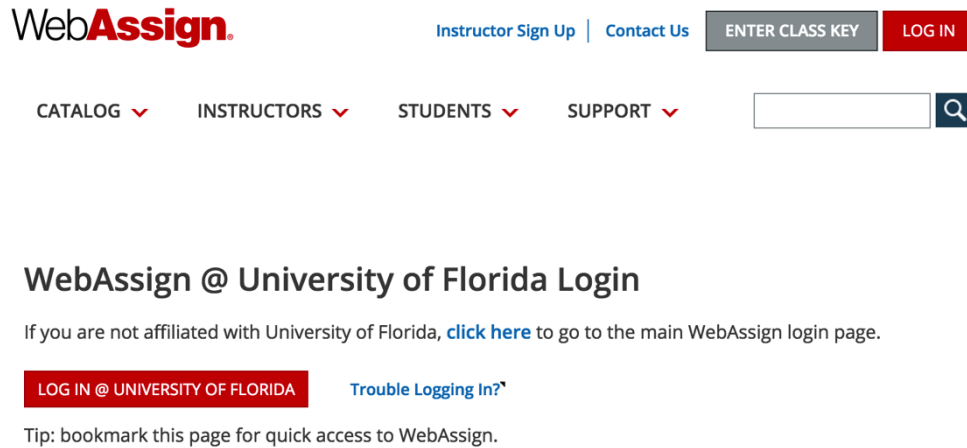 WebAssign.
Instructor Sign Up | Contact Us ENTER CLASS KEY LOG IN
CATALOG INSTRUCTORS STUDENTS SUPPORT
WebAssign @ University of Florida Login
If you are not affiliated with University of Florida, click here to go to the main WebAssign login page.
LOG IN @ UNIVERSITY OF FLORIDA Trouble Logging In?
Tip: bookmark this page for quick access to WebAssign.